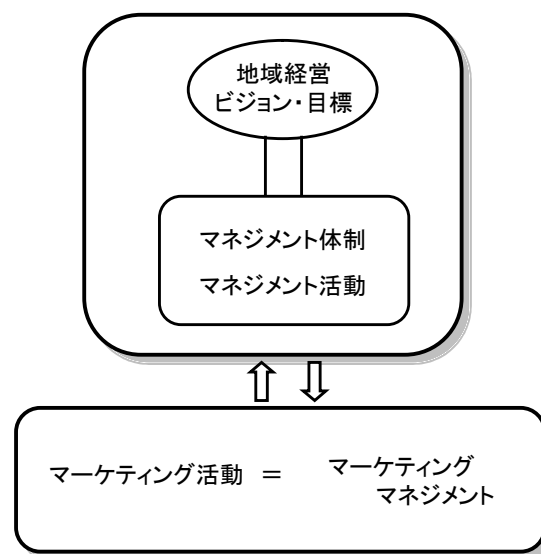 地域経営
ビジョン・目標
マネジメント体制
マネジメント活動
マーケティング活動 ＝ マーケティング
マネジメント